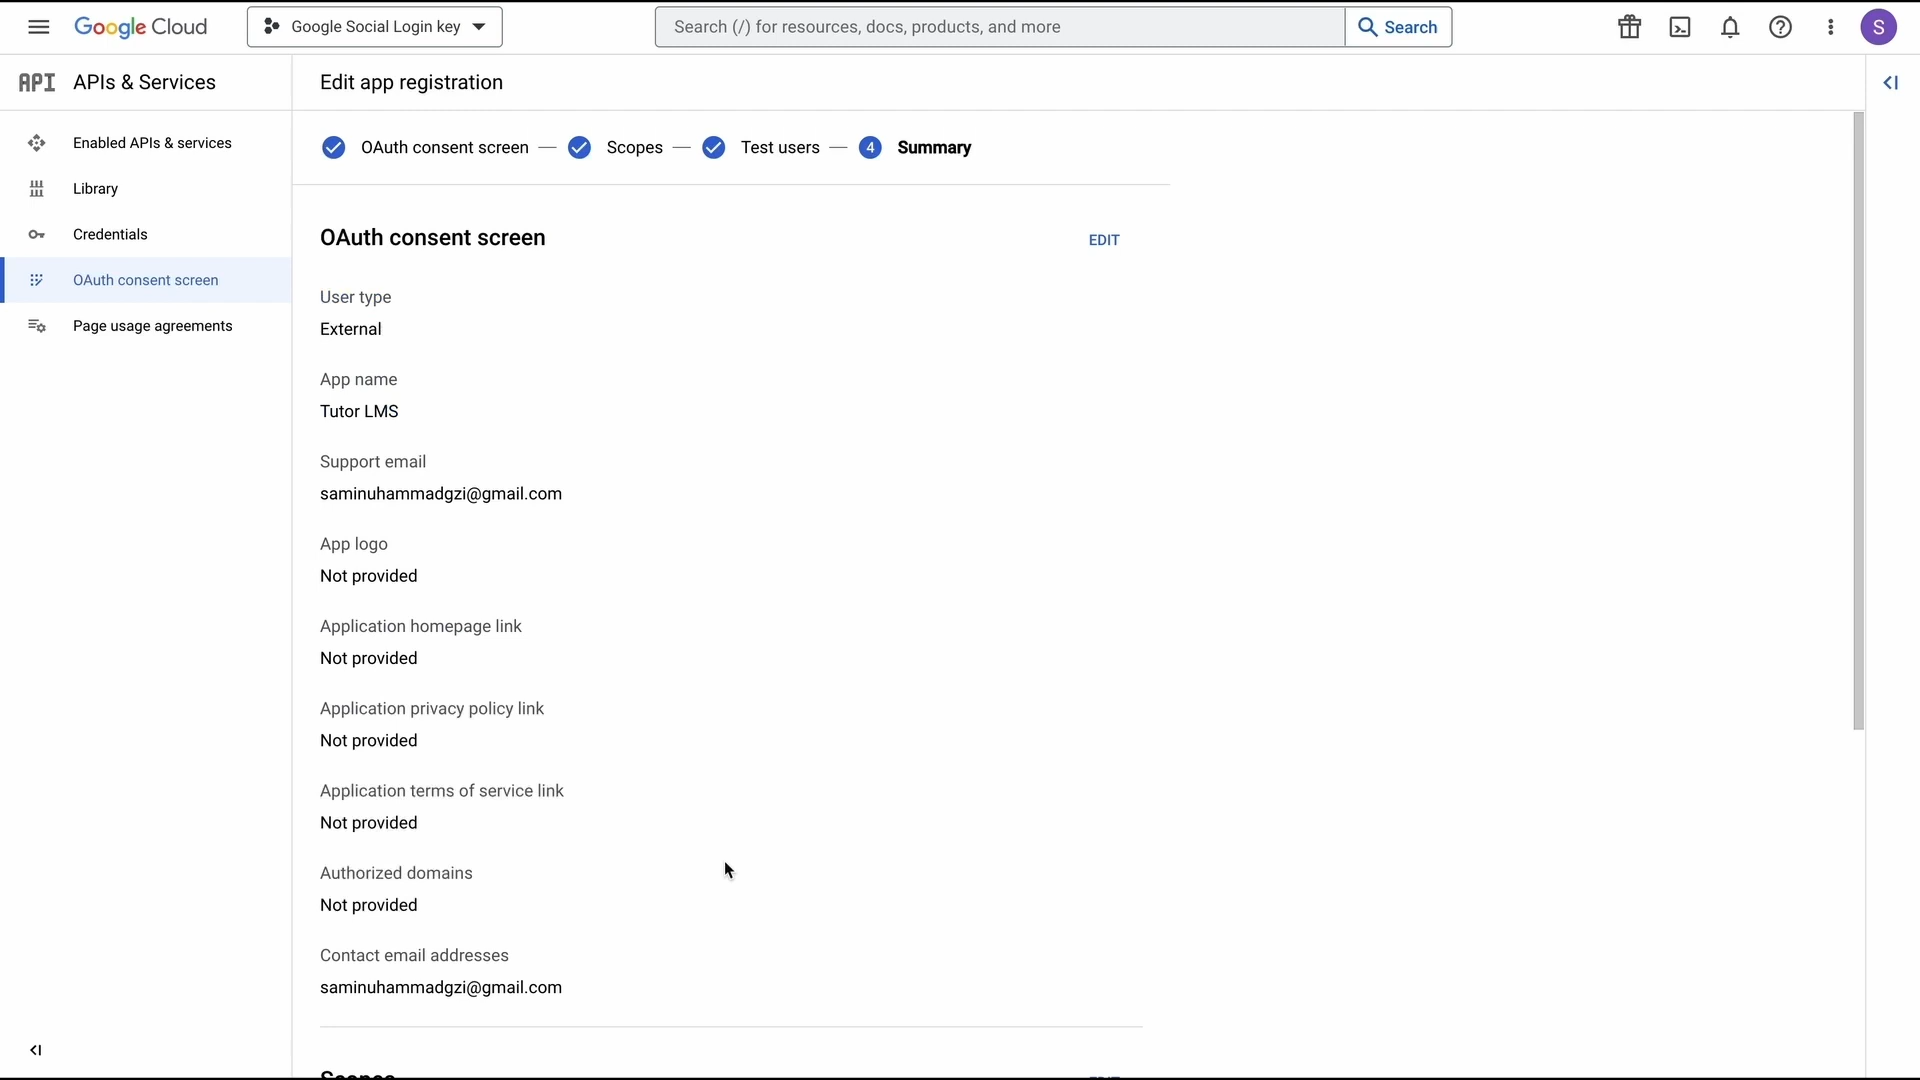 Google Cloud
Google Social Login key
Search (/) for resources, docs, products, and more
Search
S
API
APIs & Services
Edit app registration
Enabled APIs & services
Library
Credentials
OAuth consent screen
Page usage agreements
OAuth consent screen
Scopes
Test users
4
Summary
OAuth consent screen
EDIT
User type
External
App name
Tutor LMS
Support email
saminuhammadgzi@gmail.com
App logo
Not provided
Application homepage link
Not provided
Application privacy policy link
Not provided
Application terms of service link
Not provided
Authorized domains
Not provided
Contact email addresses
saminuhammadgzi@gmail.com
Scopes
EDIT